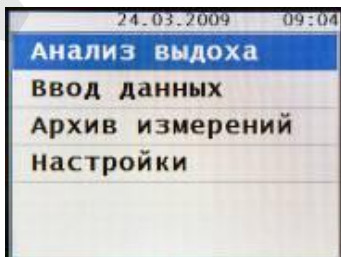 24.03.2009 09:04
Анализ выдоха
Ввод данных
Архив измерений
Настройки